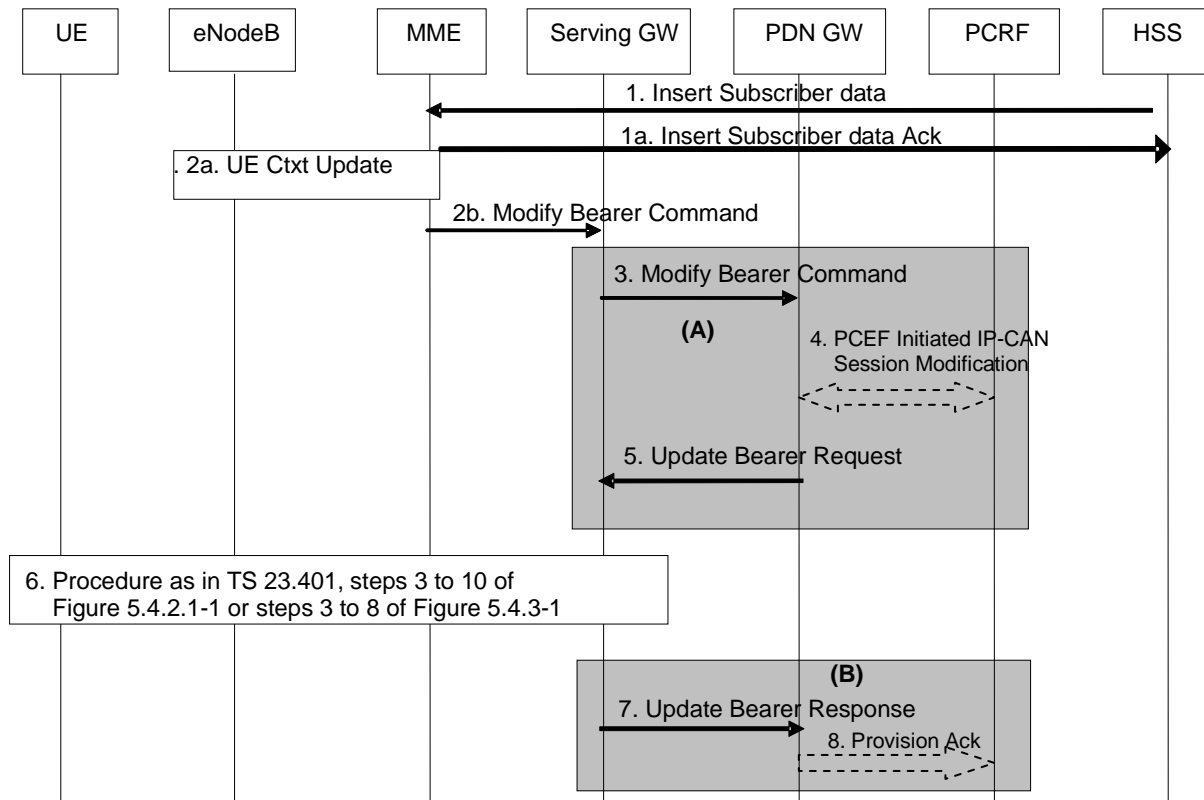 UE
eNodeB
MME
Serving GW
PDN GW
PCRF
HSS
1. Insert Subscriber data
1a. Insert Subscriber data Ack
. 2a. UE Ctxt Update
2b. Modify Bearer Command
3. Modify Bearer Command
(A)
4. PCEF Initiated IP-CAN
Session Modification
5. Update Bearer Request
6. Procedure as in TS 23.401, steps 3 to 10 of
Figure 5.4.2.1-1 or steps 3 to 8 of Figure 5.4.3-1
(B)
7. Update Bearer Response
8. Provision Ack